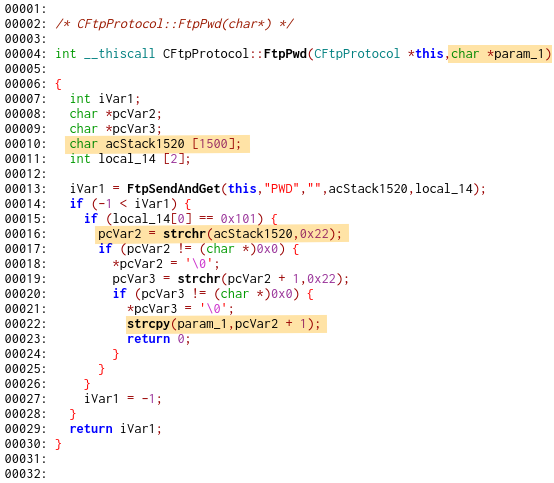 00001:
00002: /* CFtpProtocol::FtpPwd(char*) */
00003:
00004: int __thiscall CFtpProtocol::FtpPwd(CFtpProtocol *this,char *param_1)
00005:
00006: {
00007:   int iVar1;
00008:   char *pcVar2;
00009:   char *pcVar3;
00010:   char acStack1520 [1500];
00011:   int local_14 [2];
00012:
00013:   iVar1 = FtpSendAndGet(this,"PWD","",acStack1520,local_14);
00014:   if (-1 < iVar1) {
00015:     if (local_14[0] == 0x101) {
00016:       pcVar2 = strchr(acStack1520,0x22);
00017:       if (pcVar2 != (char *)0x0) {
00018:         *pcVar2 = '\0';
00019:         pcVar3 = strchr(pcVar2 + 1,0x22);
00020:         if (pcVar3 != (char *)0x0) {
00021:           *pcVar3 = '\0';
00022:           strcpy(param_1,pcVar2 + 1);
00023:           return 0;
00024:         }
00025:       }
00026:     }
00027:     iVar1 = -1;
00028:   }
00029:   return iVar1;
00030: }
00031:
00032: